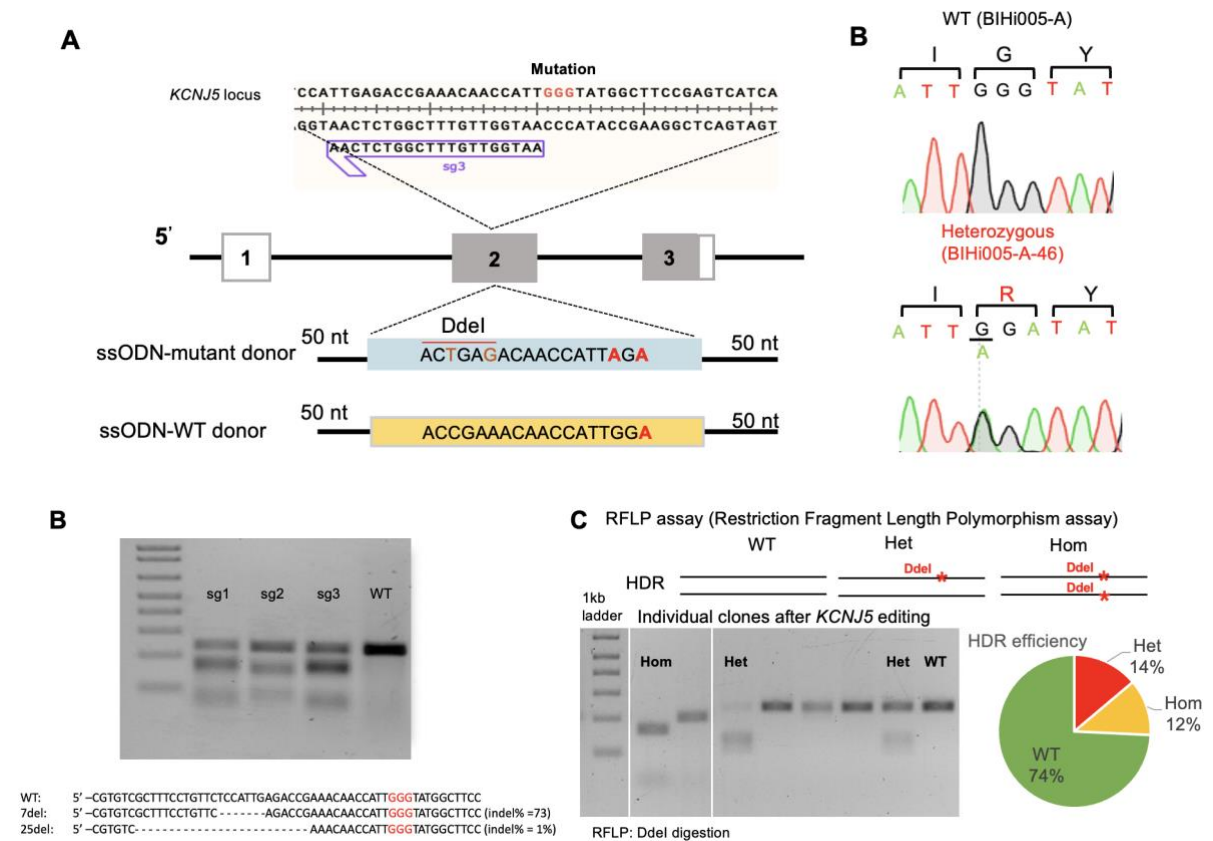 A
Mutation
KCNJ5 locus
CCATTGAGACCGAAACAACCATTGGGTATGGCTTCCGAGTCATCA
GGTAACTCTGGCTTTGTTGGTAACCCATACCGAAGGCTCAGTAGT
AACTCTGGCTTTGTTGGTAA
sg3
5'
1
2
3
50 nt
DdeI
50 nt
ssODN-mutant donor
ACTGAGACAACCATTAGA
50 nt
50 nt
ssODN-WT donor
ACCGAAACAACCATTGGA
B
WT (BIHi005-A)
I G Y
A T T G G G T A T
Heterozygous
(BIHi005-A-46)
I R Y
A T T G G A T A T
A
B
sg1 sg2 sg3 WT
WT: 5' –CGTGTCGCTTTCCTGTTCTCCATTGAGACCGAAACAACCATTGGGTATGGCTTCC
7del: 5' –CGTGTCGCTTTCCTGTTC-------AGACCGAAACAACCATTGGGTATGGCTTCC (indel% =73)
25del: 5' –CGTGTC-------------------------AAACAACCATTGGGTATGGCTTCC (indel% = 1%)
C
RFLP assay (Restriction Fragment Length Polymorphism assay)
WT Het Hom
DdeI
DdeI
HDR
DdeI
1kb
ladder
Individual clones after KCNJ5 editing
Hom Het Het WT
RFLP: DdeI digestion
HDR efficiency
Het
14%
Hom
12%
WT
74%